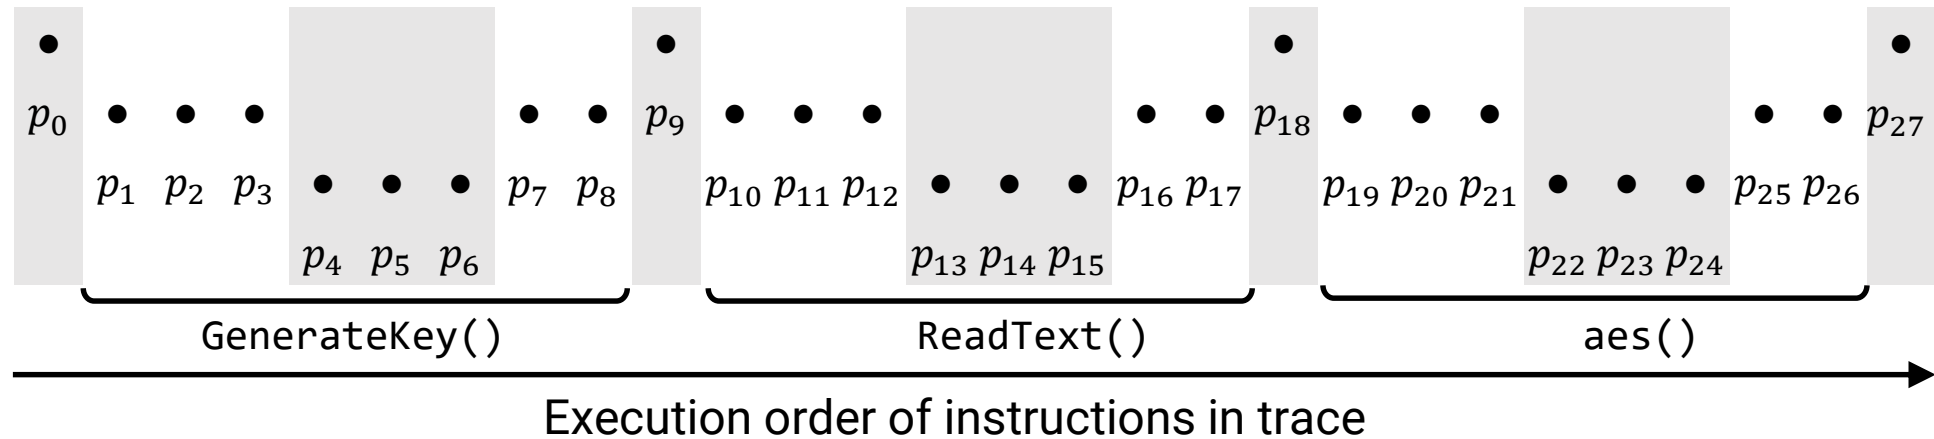 p0 p9 p18 p27
p1 p2 p3 p7 p8 p10 p11 p12 p16 p17 p19 p20 p21 p25 p26
p4 p5 p6 p13 p14 p15 p22 p23 p24
GenerateKey() ReadText() aes()
Execution order of instructions in trace